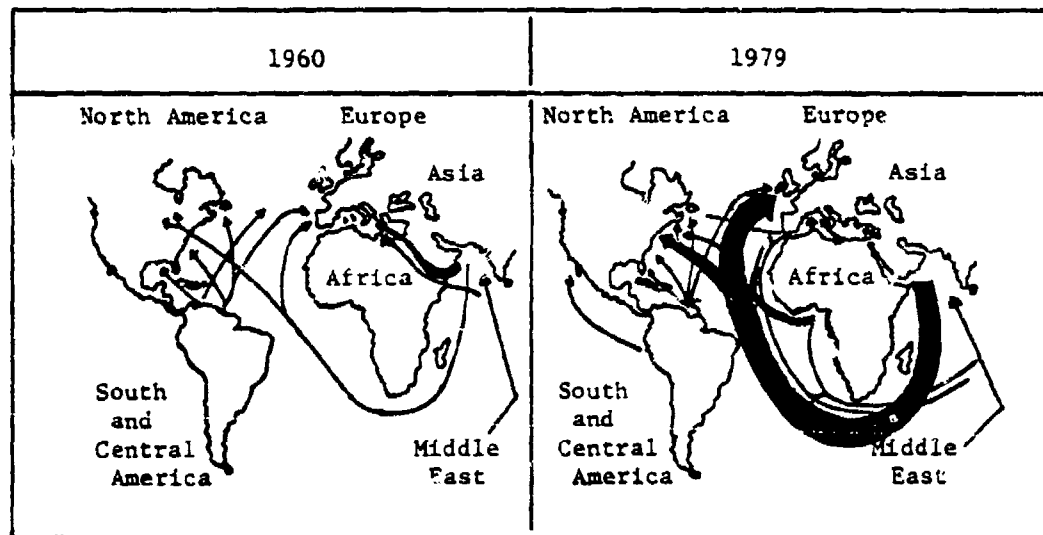 1960
North America Europe
Asia
Africa
South
and
Central
America
Middle
East
1979
North America Europe
Asia
Africa
South
and
Central
America
Middle
East